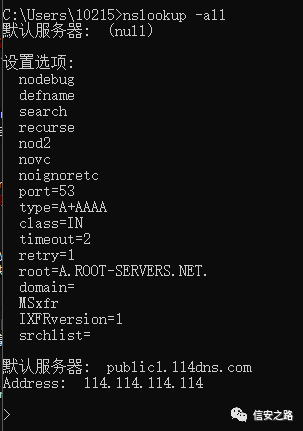 C:\Users\10215>nslookup -all
默认服务器:  (null)
设置选项:
nodebug
defname
search
recurse
nod2
novc
noignoretc
port=53
type=A+AAAA
class=IN
timeout=2
retry=1
root=A.ROOT-SERVERS.NET.
domain=
MSxfr
IXFRversion=1
srchlist=
默认服务器:  public1.114dns.com
Address:  114.114.114.114
>
信安之路